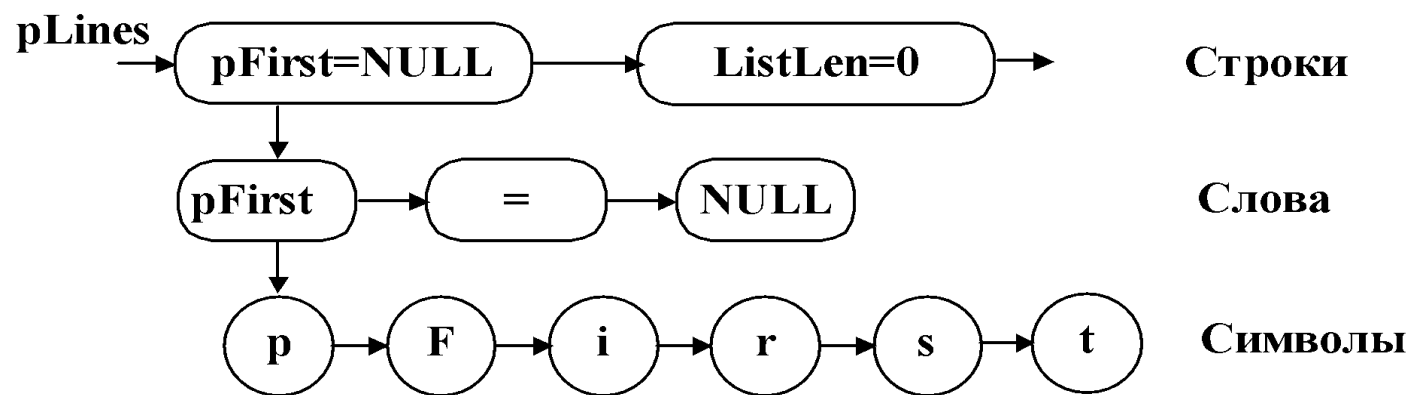 pLines
pFirst=NULL ListLen=0 Строки
pFirst = NULL Слова
p F i r s t Символы